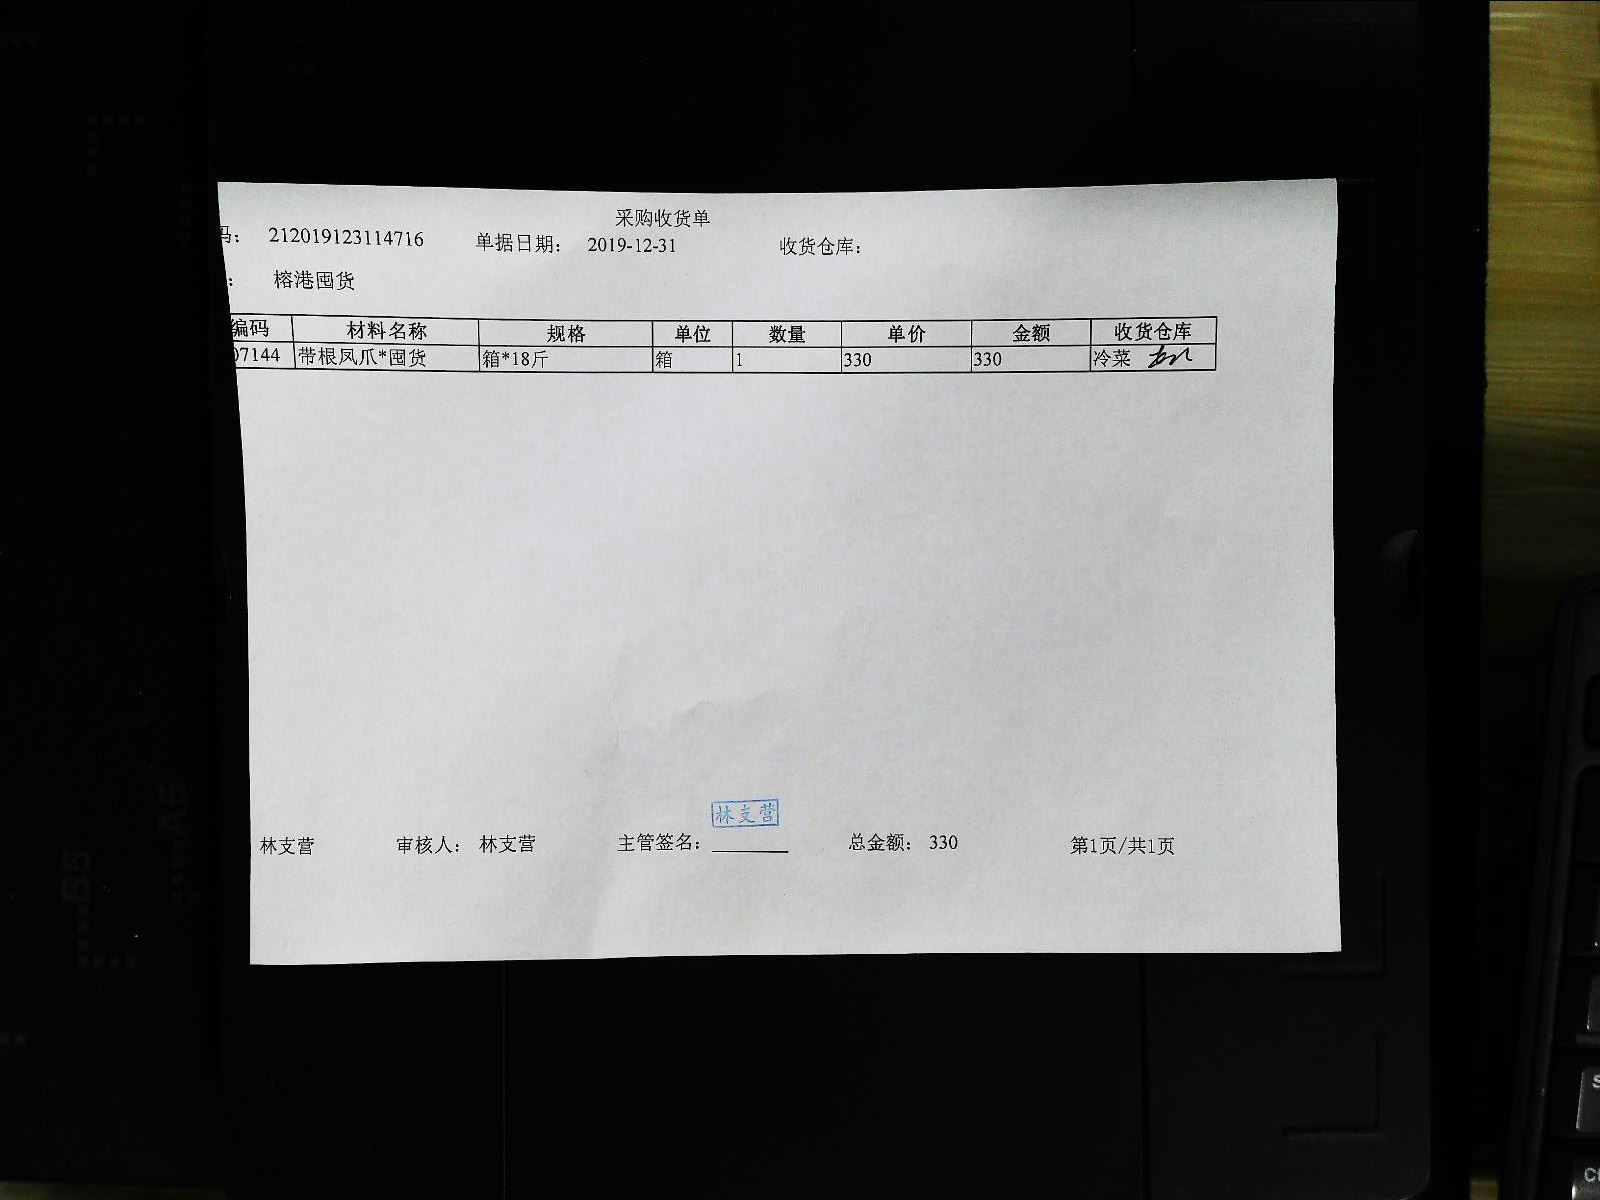 采购收货单
码: 212019123114716 单据日期: 2019-12-31 收货仓库:
: 榕港囤货
编码 材料名称 规格 单位 数量 单价 金额 收货仓库
07144 带根凤爪*囤货 箱*18斤 箱 1 330 330 冷菜
林支营
林支营 审核人: 林支营 主管签名: 总金额: 330 第1页/共1页
B5
A5